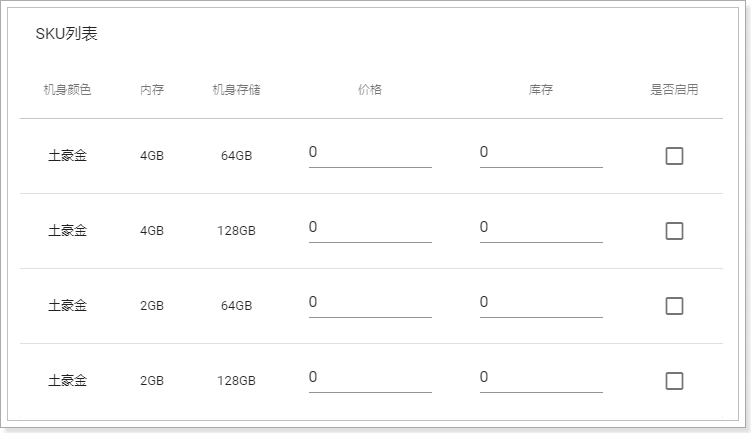 SKU列表
机身颜色 内存 机身存储 价格 库存 是否启用
土豪金 4GB 64GB 0 0
土豪金 4GB 128GB 0 0
土豪金 2GB 64GB 0 0
土豪金 2GB 128GB 0 0